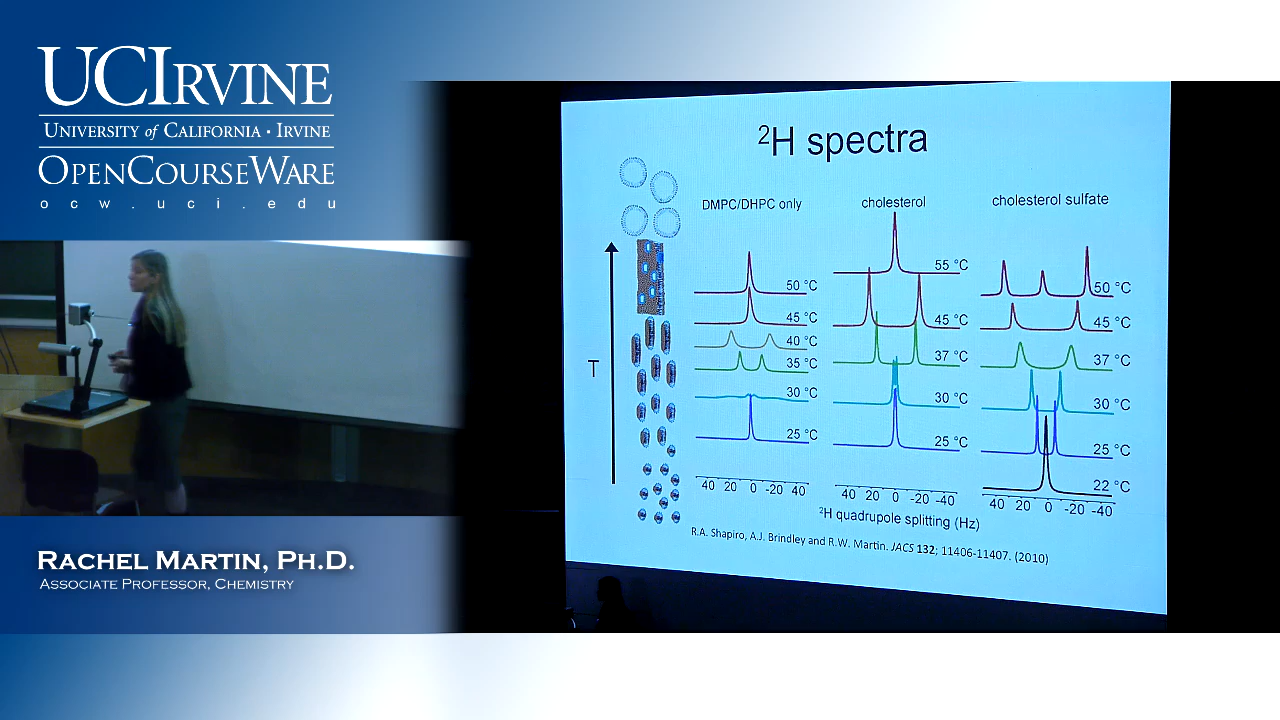 UCIRVINE
UNIVERSITY of CALIFORNIA · IRVINE
OPENCOURSEWARE
ocw.uci.edu
RACHEL MARTIN, PH.D.
ASSOCIATE PROFESSOR, CHEMISTRY
²H spectra
DMPC/DHPC only
50 °C
45 °C
40 °C
35 °C
30 °C
25 °C
40 20 0 -20 40
cholesterol
55 °C
45 °C
37 °C
30 °C
25 °C
40 20 0 -20 -40
cholesterol sulfate
50 °C
45 °C
37 °C
30 °C
25 °C
22 °C
40 20 0 -20 -40
T
²H quadrupole splitting (Hz)
R.A. Shapiro, A.J. Brindley and R.W. Martin. JACS 132; 11406-11407. (2010)